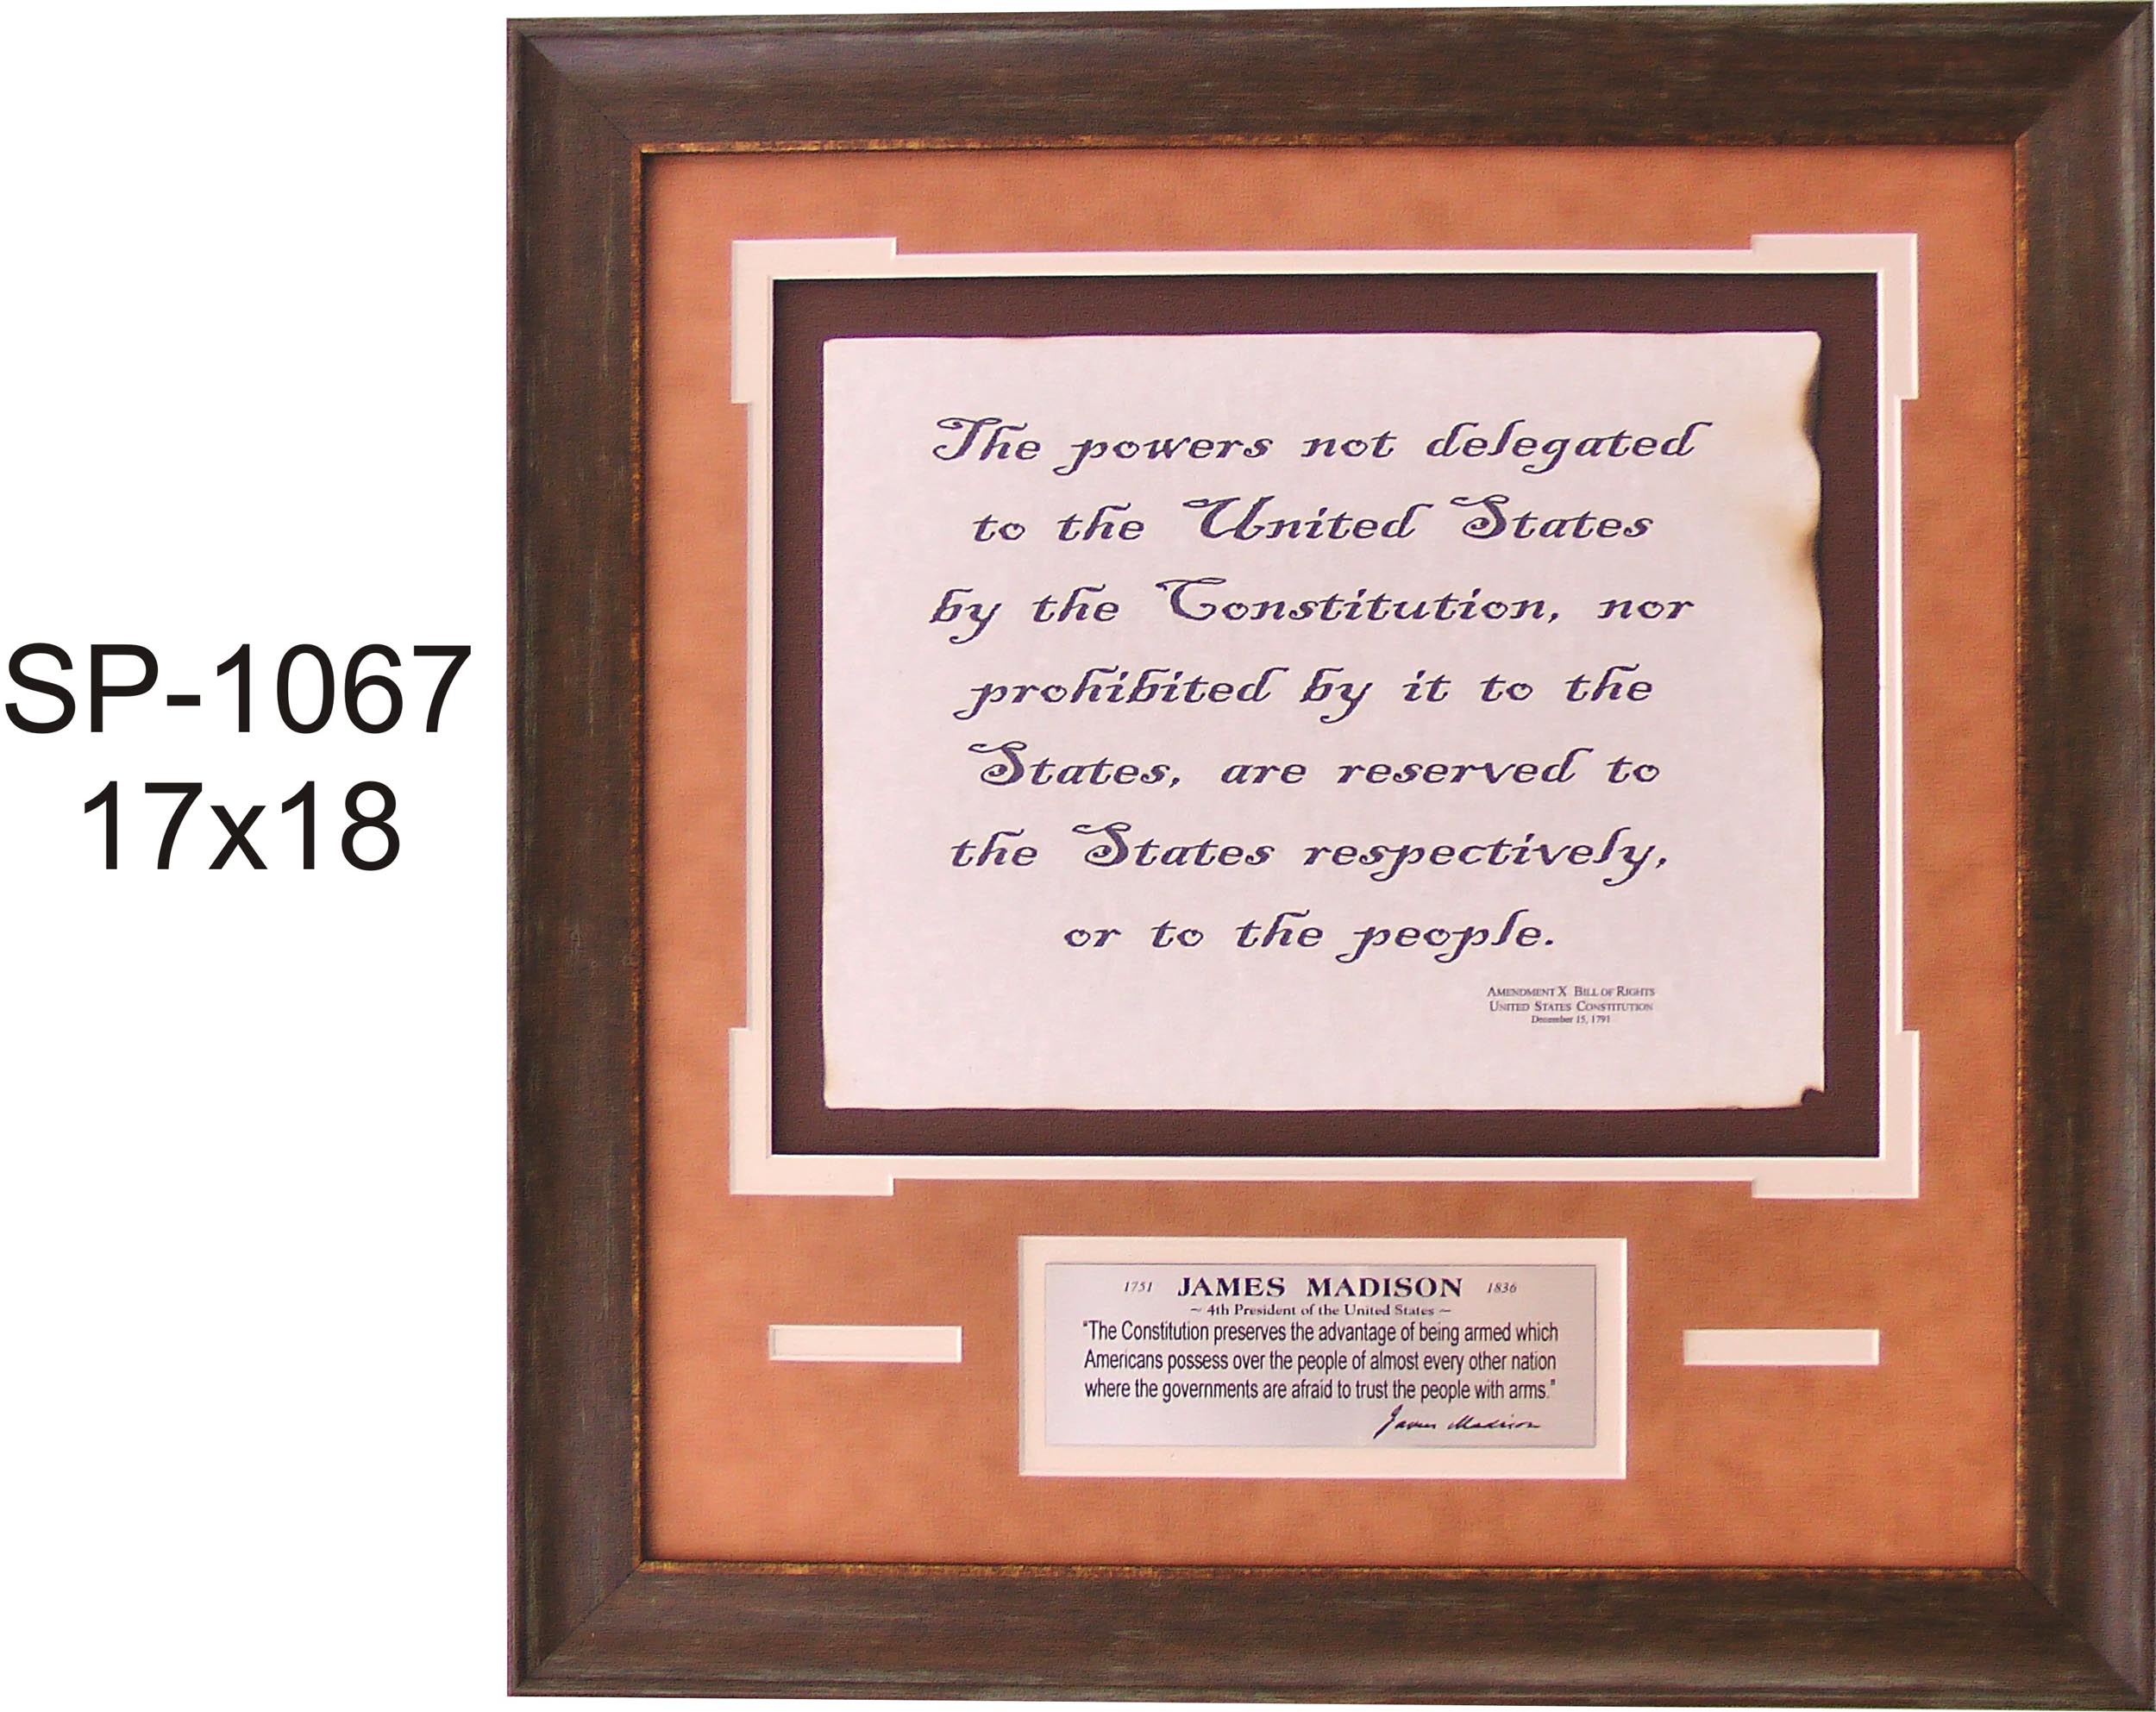 SP-1067
17x18
The powers not delegated
to the United States
by the Constitution, nor
prohibited by it to the
States, are reserved to
the States respectively,
or to the people.
AMENDMENT X BILL OF RIGHTS
UNITED STATES CONSTITUTION
December 15, 1791
1751 JAMES MADISON 1836
~ 4th President of the United States ~
"The Constitution preserves the advantage of being armed which
Americans possess over the people of almost every other nation
where the governments are afraid to trust the people with arms."
James Madison